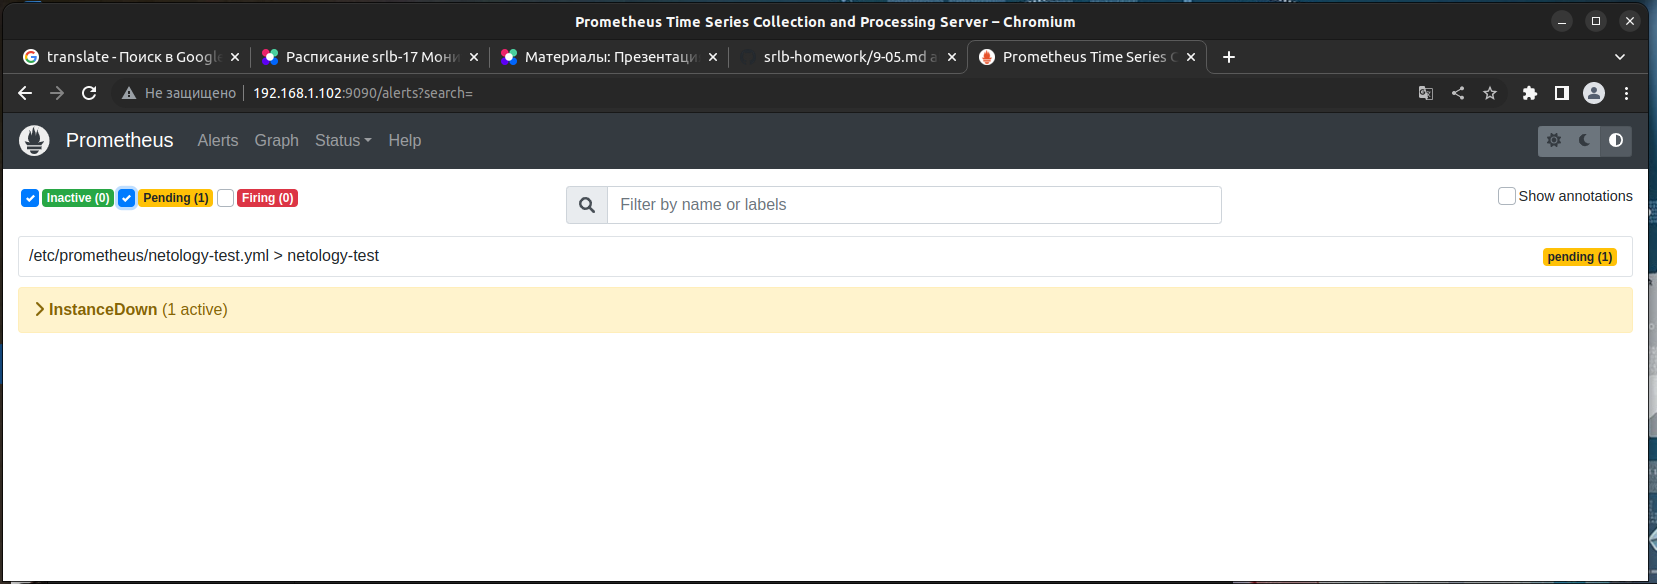 Prometheus Time Series Collection and Processing Server – Chromium
translate - Поиск в Google
Расписание srlb-17 Мони
Материалы: Презентаци
srlb-homework/9-05.md a
Prometheus Time Series C
Не защищено
192.168.1.102:9090/alerts?search=
Prometheus Alerts Graph Status Help
Inactive (0) Pending (1) Firing (0)
Filter by name or labels
Show annotations
/etc/prometheus/netology-test.yml > netology-test
pending (1)
InstanceDown (1 active)